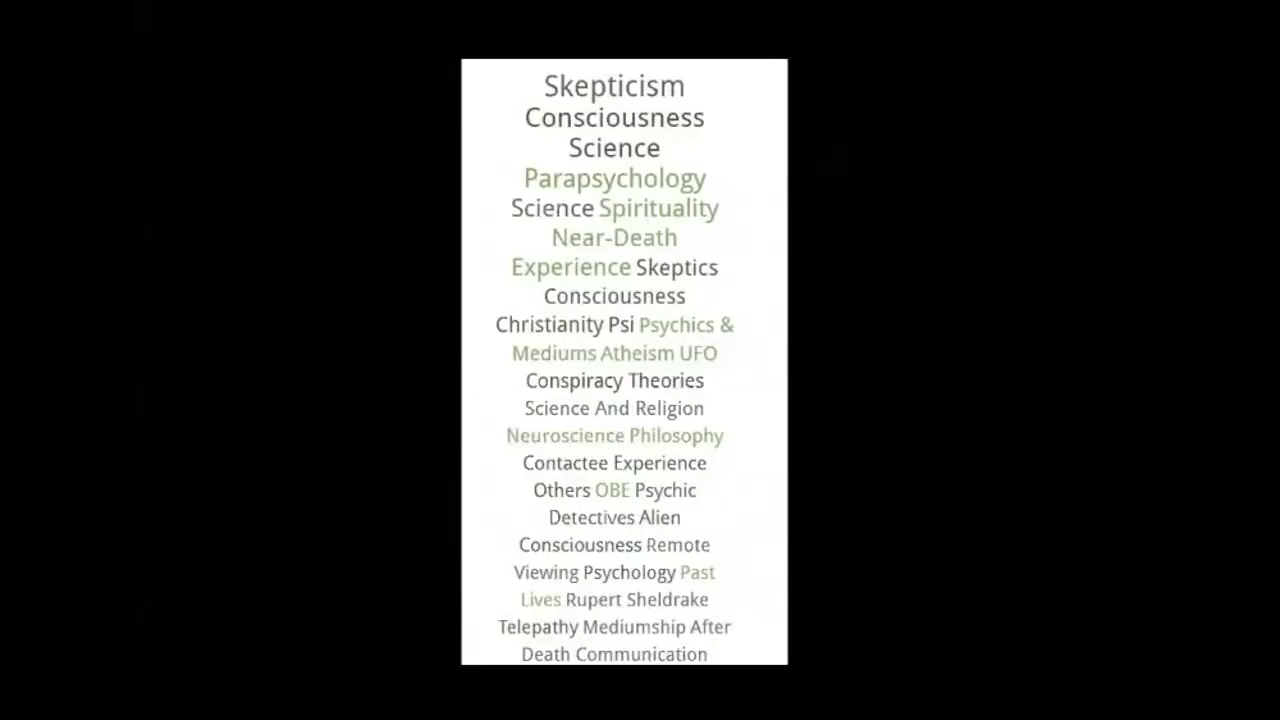 Skepticism
Consciousness
Science
Parapsychology
Science Spirituality
Near-Death
Experience Skeptics
Consciousness
Christianity Psi Psychics &
Mediums Atheism UFO
Conspiracy Theories
Science And Religion
Neuroscience Philosophy
Contactee Experience
Others OBE Psychic
Detectives Alien
Consciousness Remote
Viewing Psychology Past
Lives Rupert Sheldrake
Telepathy Mediumship After
Death Communication